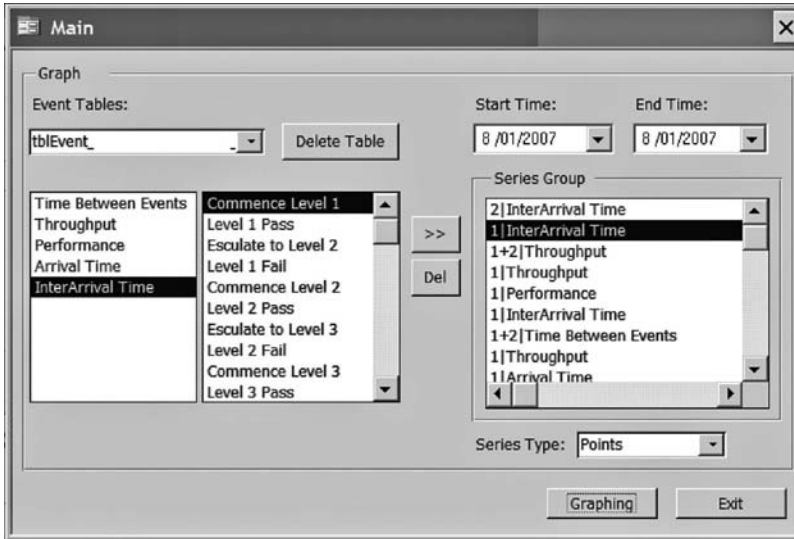 Main
Graph
Event Tables:
tblEvent_ _
Delete Table
Start Time:
End Time:
8 /01/2007
8 /01/2007
Time Between Events
Throughput
Performance
Arrival Time
InterArrival Time
Commence Level 1
Level 1 Pass
Esculate to Level 2
Level 1 Fail
Commence Level 2
Level 2 Pass
Esculate to Level 3
Level 2 Fail
Commence Level 3
Level 3 Pass
>>
Del
Series Group
2|InterArrival Time
1|InterArrival Time
1+2|Throughput
1|Throughput
1|Performance
1|InterArrival Time
1+2|Time Between Events
1|Throughput
1|Arrival Time
Series Type:
Points
Graphing
Exit